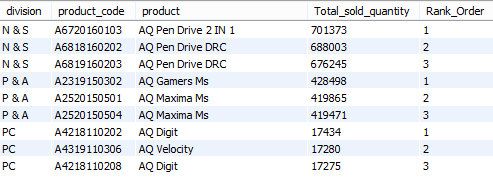 division product_code product Total_sold_quantity Rank_Order
N & S A6720160103 AQ Pen Drive 2 IN 1 701373 1
N & S A6818160202 AQ Pen Drive DRC 688003 2
N & S A6819160203 AQ Pen Drive DRC 676245 3
P & A A2319150302 AQ Gamers Ms 428498 1
P & A A2520150501 AQ Maxima Ms 419865 2
P & A A2520150504 AQ Maxima Ms 419471 3
PC A4218110202 AQ Digit 17434 1
PC A4319110306 AQ Velocity 17280 2
PC A4218110208 AQ Digit 17275 3